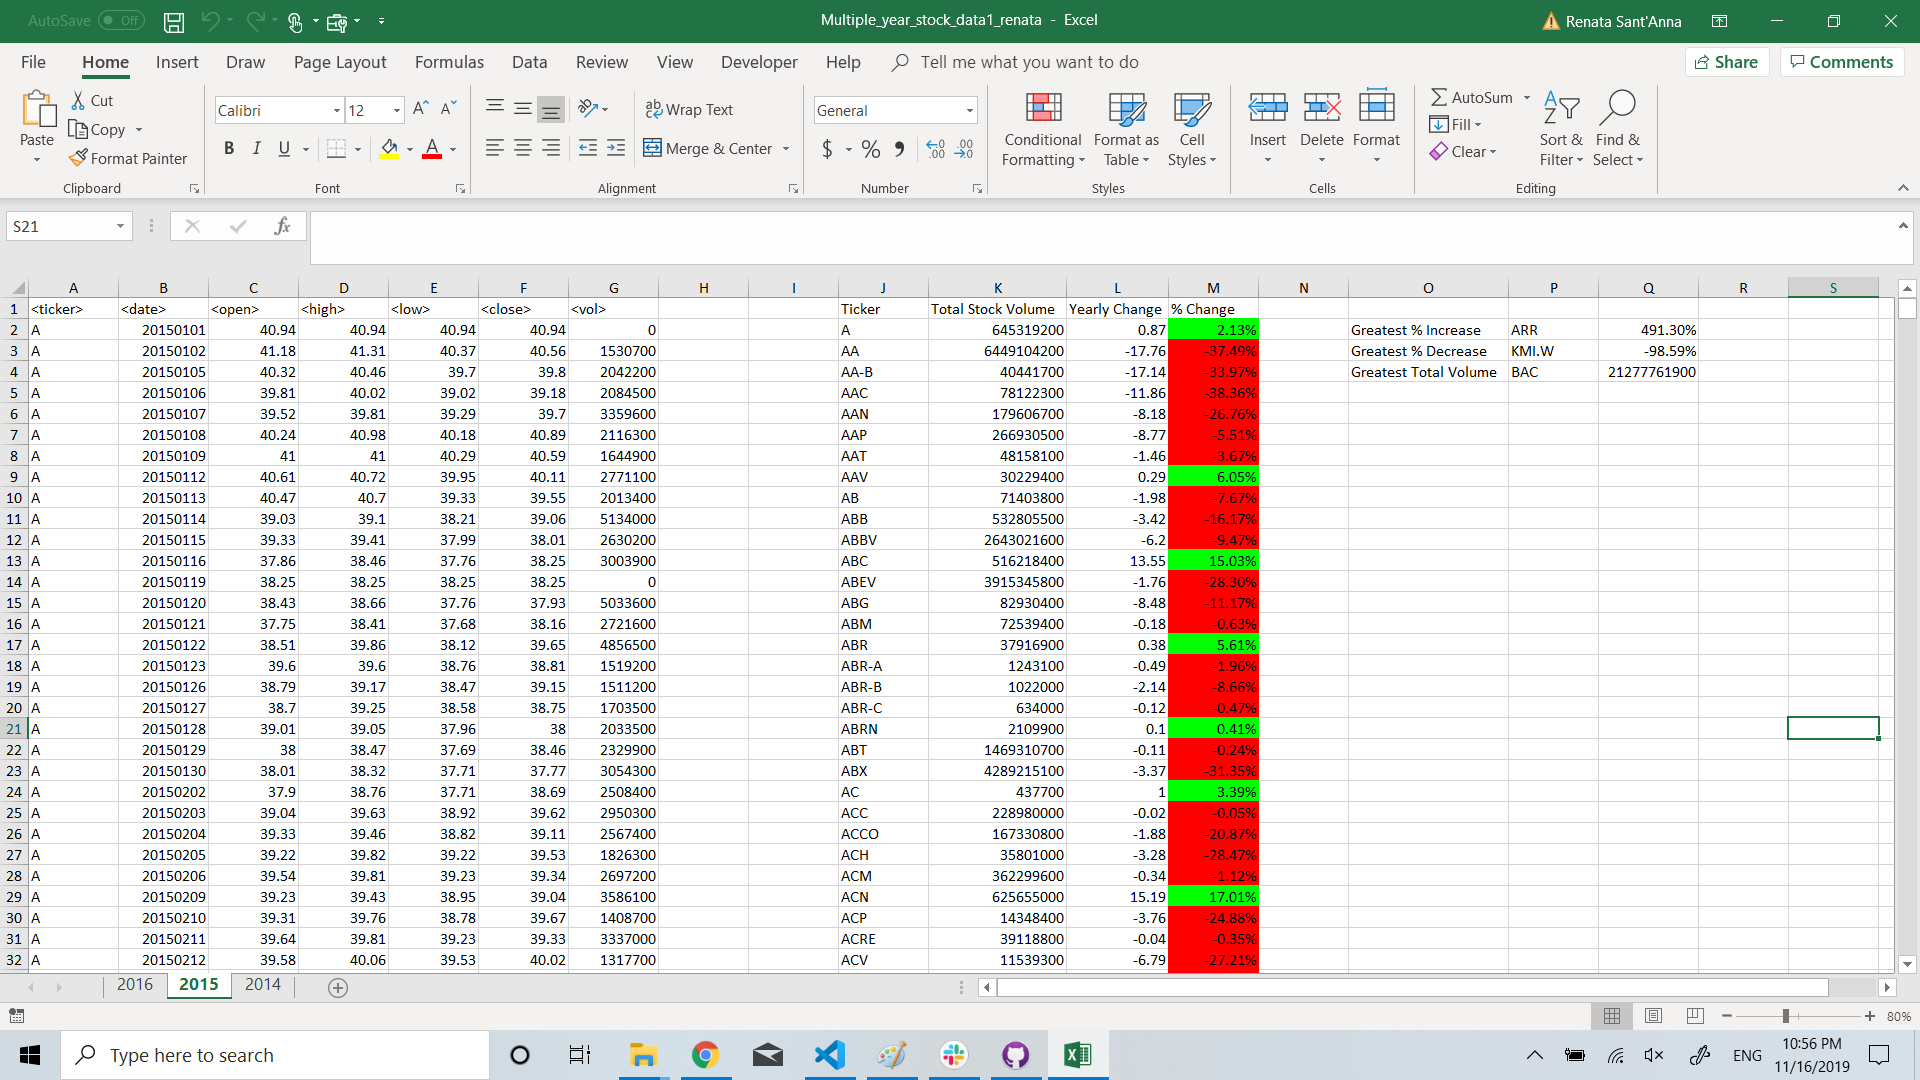 AutoSave Off Multiple_year_stock_data1_renata - Excel Renata Sant'Anna
File Home Insert Draw Page Layout Formulas Data Review View Developer Help Tell me what you want to do Share Comments
Paste Cut Copy Format Painter Calibri 12 Wrap Text Merge & Center General Conditional Formatting Format as Table Cell Styles Insert Delete Format AutoSum Fill Clear Sort & Filter Find & Select
Clipboard Font Alignment Number Styles Cells Editing
S21 fx
A B C D E F G H I J K L M N O P Q R S
1 <ticker> <date> <open> <high> <low> <close> <vol> Ticker Total Stock Volume Yearly Change % Change
2 A 20150101 40.94 40.94 40.94 40.94 0 A 645319200 0.87 2.13% Greatest % Increase ARR 491.30%
3 A 20150102 41.18 41.31 40.37 40.56 1530700 AA 6449104200 -17.76 -37.49% Greatest % Decrease KMI.W -98.59%
4 A 20150105 40.32 40.46 39.7 39.8 2042200 AA-B 40441700 -17.14 -33.97% Greatest Total Volume BAC 21277761900
5 A 20150106 39.81 40.02 39.02 39.18 2084500 AAC 78122300 -11.86 -38.36%
6 A 20150107 39.52 39.81 39.29 39.7 3359600 AAN 179606700 -8.18 -26.76%
7 A 20150108 40.24 40.98 40.18 40.89 2116300 AAP 266930500 -8.77 -5.51%
8 A 20150109 41 41 40.29 40.59 1644900 AAT 48158100 -1.46 -3.67%
9 A 20150112 40.61 40.72 39.95 40.11 2771100 AAV 30229400 0.29 6.05%
10 A 20150113 40.47 40.7 39.33 39.55 2013400 AB 71403800 -1.98 -7.67%
11 A 20150114 39.03 39.1 38.21 39.06 5134000 ABB 532805500 -3.42 -16.17%
12 A 20150115 39.33 39.41 37.99 38.01 2630200 ABBV 2643021600 -6.2 -9.47%
13 A 20150116 37.86 38.46 37.76 38.25 3003900 ABC 516218400 13.55 15.03%
14 A 20150119 38.25 38.25 38.25 38.25 0 ABEV 3915345800 -1.76 -28.30%
15 A 20150120 38.43 38.66 37.76 37.93 5033600 ABG 82930400 -8.48 -11.17%
16 A 20150121 37.75 38.41 37.68 38.16 2721600 ABM 72539400 -0.18 -0.63%
17 A 20150122 38.51 39.86 38.12 39.65 4856500 ABR 37916900 0.38 5.61%
18 A 20150123 39.6 39.6 38.76 38.81 1519200 ABR-A 1243100 -0.49 -1.96%
19 A 20150126 38.79 39.17 38.47 39.15 1511200 ABR-B 1022000 -2.14 -8.66%
20 A 20150127 38.7 39.25 38.58 38.75 1703500 ABR-C 634000 -0.12 -0.47%
21 A 20150128 39.01 39.05 37.96 38 2033500 ABRN 2109900 0.1 0.41%
22 A 20150129 38 38.47 37.69 38.46 2329900 ABT 1469310700 -0.11 -0.24%
23 A 20150130 38.01 38.32 37.71 37.77 3054300 ABX 4289215100 -3.37 -31.35%
24 A 20150202 37.9 38.76 37.71 38.69 2508400 AC 437700 1 3.39%
25 A 20150203 39.04 39.63 38.92 39.62 2950300 ACC 228980000 -0.02 -0.05%
26 A 20150204 39.33 39.46 38.82 39.11 2567400 ACCO 167330800 -1.88 -20.87%
27 A 20150205 39.22 39.82 39.22 39.53 1826300 ACH 35801000 -3.28 -28.47%
28 A 20150206 39.54 39.81 39.23 39.34 2697200 ACM 362299600 -0.34 -1.12%
29 A 20150209 39.23 39.43 38.95 39.04 3586100 ACN 625655000 15.19 17.01%
30 A 20150210 39.31 39.76 38.78 39.67 1408700 ACP 14348400 -3.76 -24.88%
31 A 20150211 39.64 39.81 39.23 39.33 3337000 ACRE 39118800 -0.04 -0.35%
32 A 20150212 39.58 40.06 39.53 40.02 1317700 ACV 11539300 -6.79 -27.21%
2016 2015 2014
80%
Type here to search ENG 10:56 PM
11/16/2019